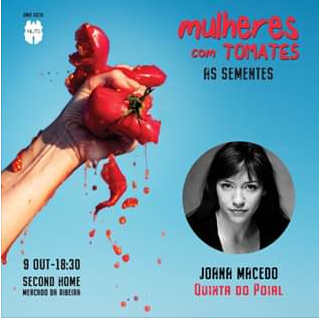 mulheres
com TOMATES
AS SEMENTES
9 OUT-18:30
SECOND HOME
MERCADO DA RIBEIRA
JOANA MACEDO
QUINTA DO POIAL